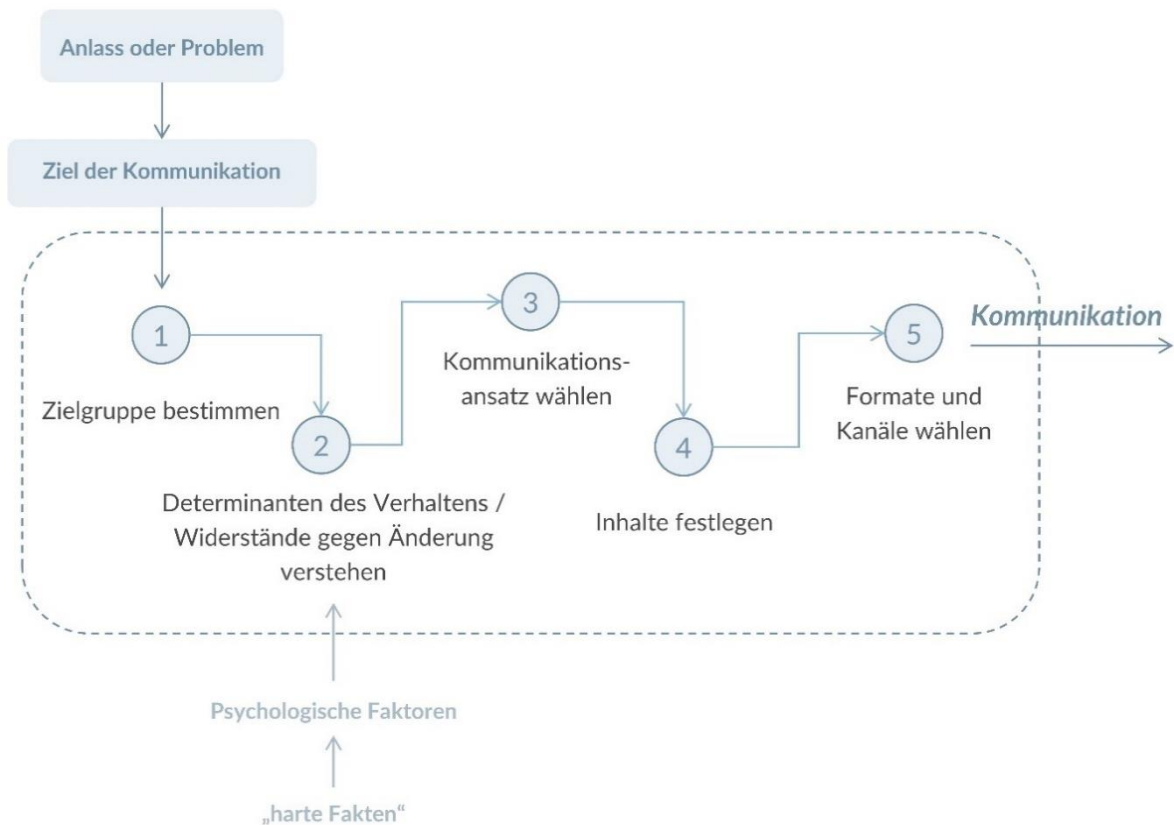 Anlass oder Problem
Ziel der Kommunikation
1
Zielgruppe bestimmen
2
Determinanten des Verhaltens /
Widerstände gegen Änderung
verstehen
3
Kommunikations-
ansatz wählen
4
Inhalte festlegen
5
Formate und
Kanäle wählen
Kommunikation
Psychologische Faktoren
„harte Fakten“